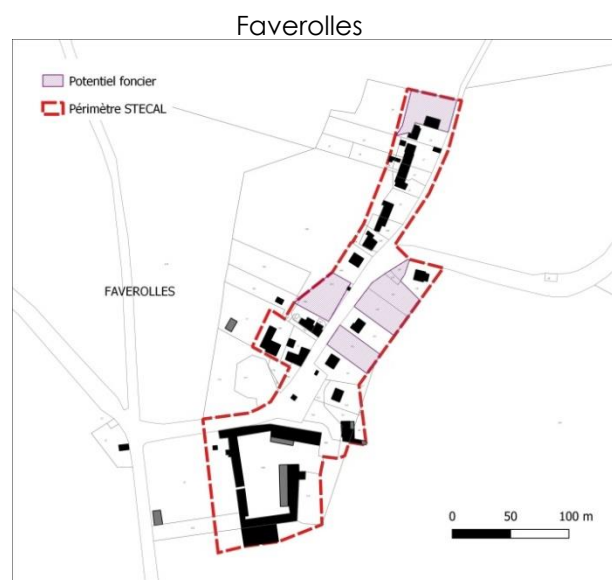 Faverolles
Potentiel foncier
Périmètre STECAL
FAVEROLLES
0 50 100 m